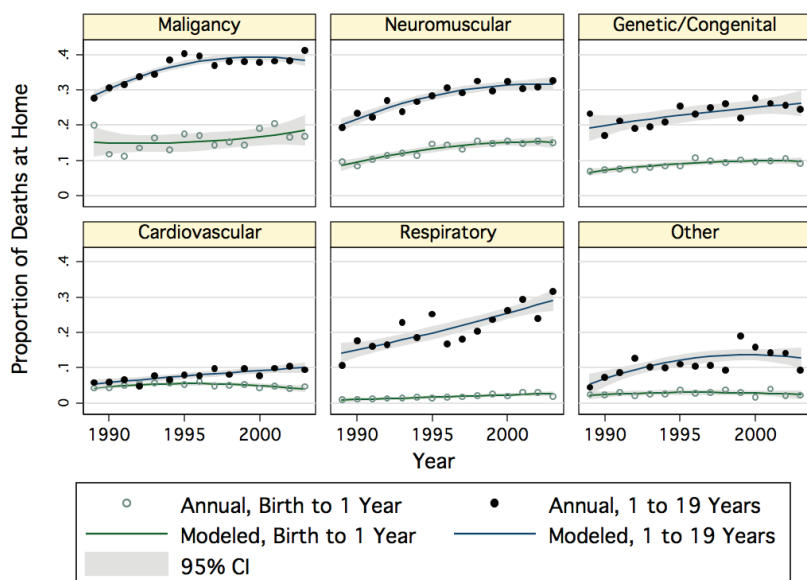 Maligancy
Neuromuscular
Genetic/Congenital
.4
.3
.2
.1
0
Cardiovascular
Respiratory
Other
.4
.3
.2
.1
0
Proportion of Deaths at Home
1990 1995 2000
1990 1995 2000
1990 1995 2000
Year
Annual, Birth to 1 Year
Annual, 1 to 19 Years
Modeled, Birth to 1 Year
Modeled, 1 to 19 Years
95% CI